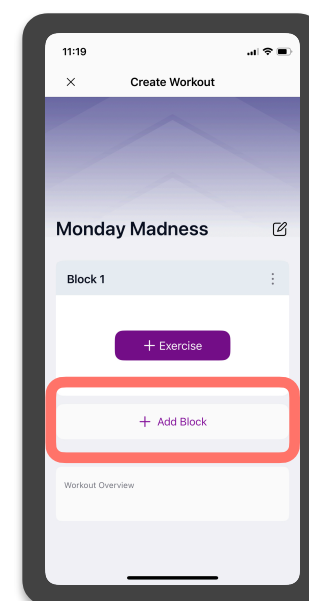 11:19
Create Workout
Monday Madness
Block 1
+ Exercise
+ Add Block
Workout Overview